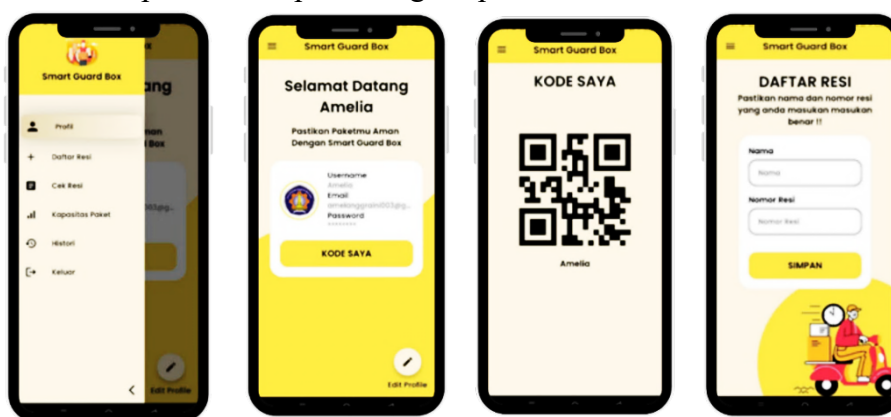 Smart Guard Box
Profil
Daftar Resi
Cek Resi
Kapasitas Paket
Histori
Keluar
Edit Profile
Smart Guard Box
Selamat Datang
Amelia
Pastikan Paketmu Aman
Dengan Smart Guard Box
Username
Amelia
Email
Password
********
KODE SAYA
Edit Profile
Smart Guard Box
KODE SAYA
Amelia
Smart Guard Box
DAFTAR RESI
Pastikan nama dan nomor resi
yang anda masukan masukan
benar !!
Nama
Nama
Nomor Resi
Nomor Resi
SIMPAN